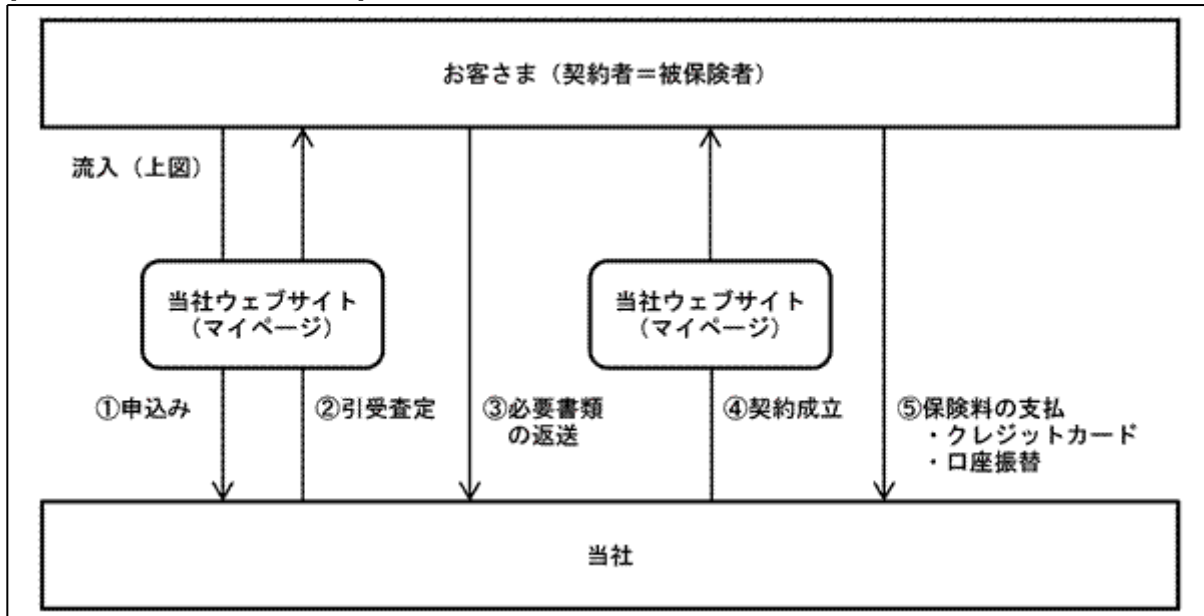 お客さま（契約者＝被保険者）
流入（上図）
当社ウェブサイト
（マイページ）
当社ウェブサイト
（マイページ）
①申込み
②引受査定
③必要書類
の返送
④契約成立
⑤保険料の支払
・クレジットカード
・口座振替
当社